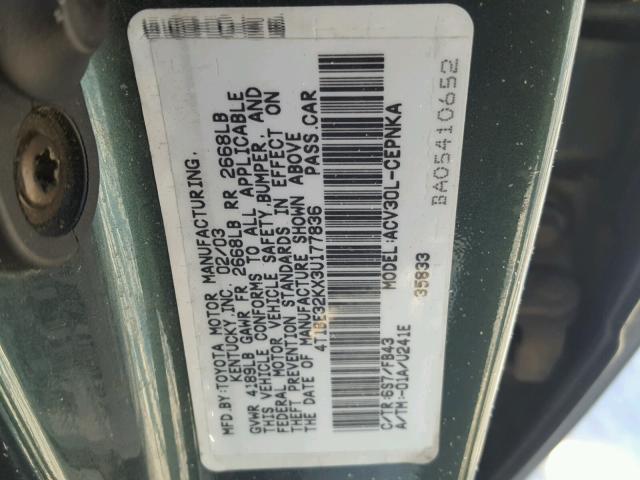 MFD.BY:TOYOTA MOTOR MANUFACTURING.
KENTUCKY INC. 02/03
GVWR 4189LB GAWR FR 2668LB RR 2668LB
THIS VEHICLE CONFORMS TO ALL APPLICABLE
FEDERAL MOTOR VEHICLE SAFETY BUMPER, AND
THEFT PREVENTION STANDARDS IN EFFECT ON
THE DATE OF MANUFACTURE SHOWN ABOVE
4T1BF32KX3U177836 PASS.CAR
MODEL:ACV30L-CEPNKA
C/TR:6S7/FB43
A/TM:-01A/U241E
35833
BA05410652